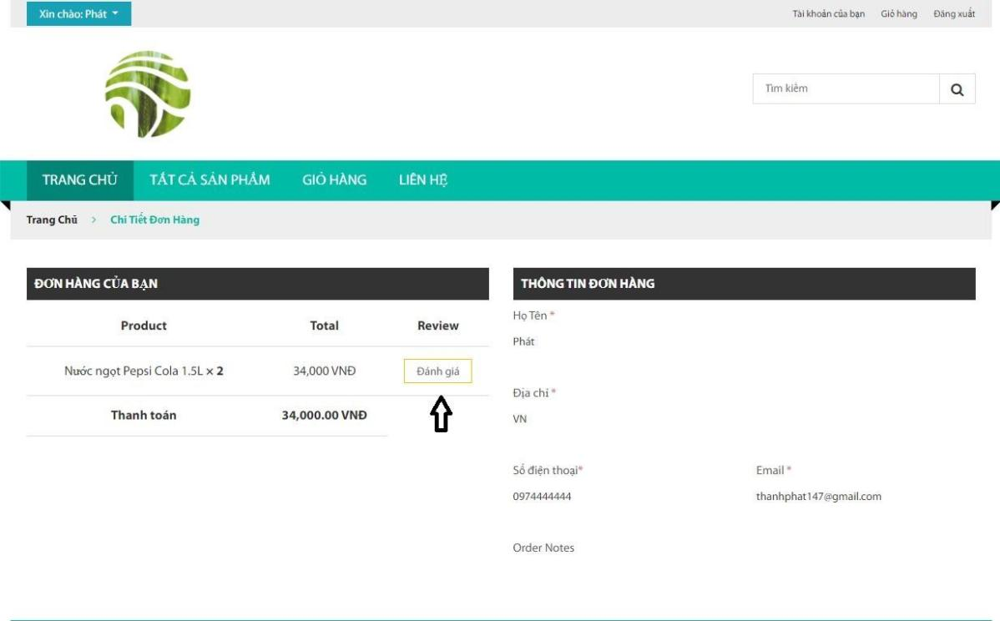 Xin chào: Phát
Tài khoản của bạn Giỏ hàng Đăng xuất
Tìm kiếm
TRANG CHỦ TẤT CẢ SẢN PHẨM GIỎ HÀNG LIÊN HỆ
Trang Chủ > Chi Tiết Đơn Hàng
ĐƠN HÀNG CỦA BẠN
Product Total Review
Nước ngọt Pepsi Cola 1.5L × 2 34,000 VNĐ Đánh giá
Thanh toán 34,000.00 VNĐ
THÔNG TIN ĐƠN HÀNG
Họ Tên *
Phát
Địa chỉ *
VN
Số điện thoại* Email *
0974444444 thanhphat147@gmail.com
Order Notes